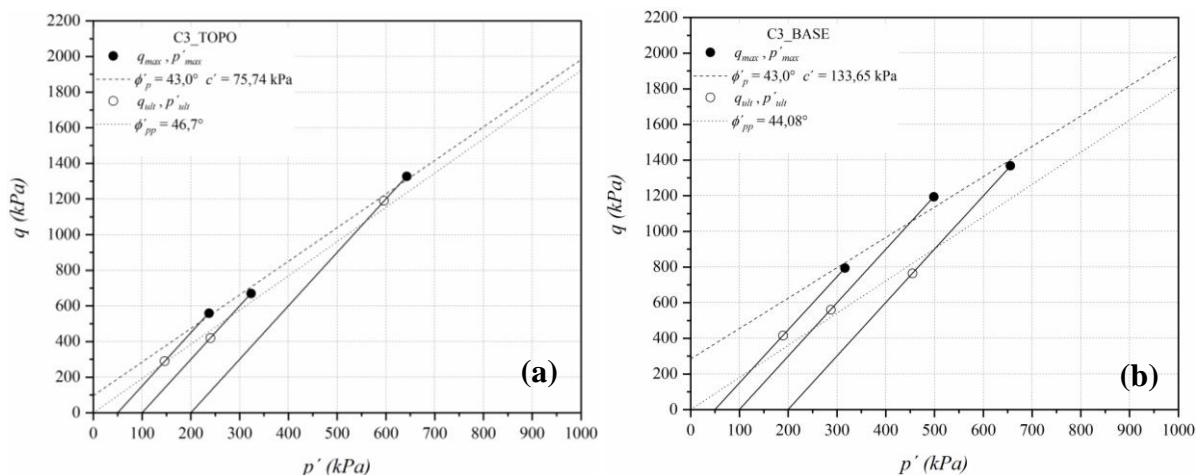 C3_TOPO
q_max , p´_max
ϕ´_p = 43,0° c´ = 75,74 kPa
q_ult , p´_ult
ϕ´_pp = 46,7°
2200
2000
1800
1600
1400
1200
1000
800
600
400
200
0
q (kPa)
0 100 200 300 400 500 600 700 800 900 1000
p´ (kPa)
(a)
C3_BASE
q_max , p´_max
ϕ´_p = 43,0° c´ = 133,65 kPa
q_ult , p´_ult
ϕ´_pp = 44,08°
2200
2000
1800
1600
1400
1200
1000
800
600
400
200
0
q (kPa)
0 100 200 300 400 500 600 700 800 900 1000
p´ (kPa)
(b)